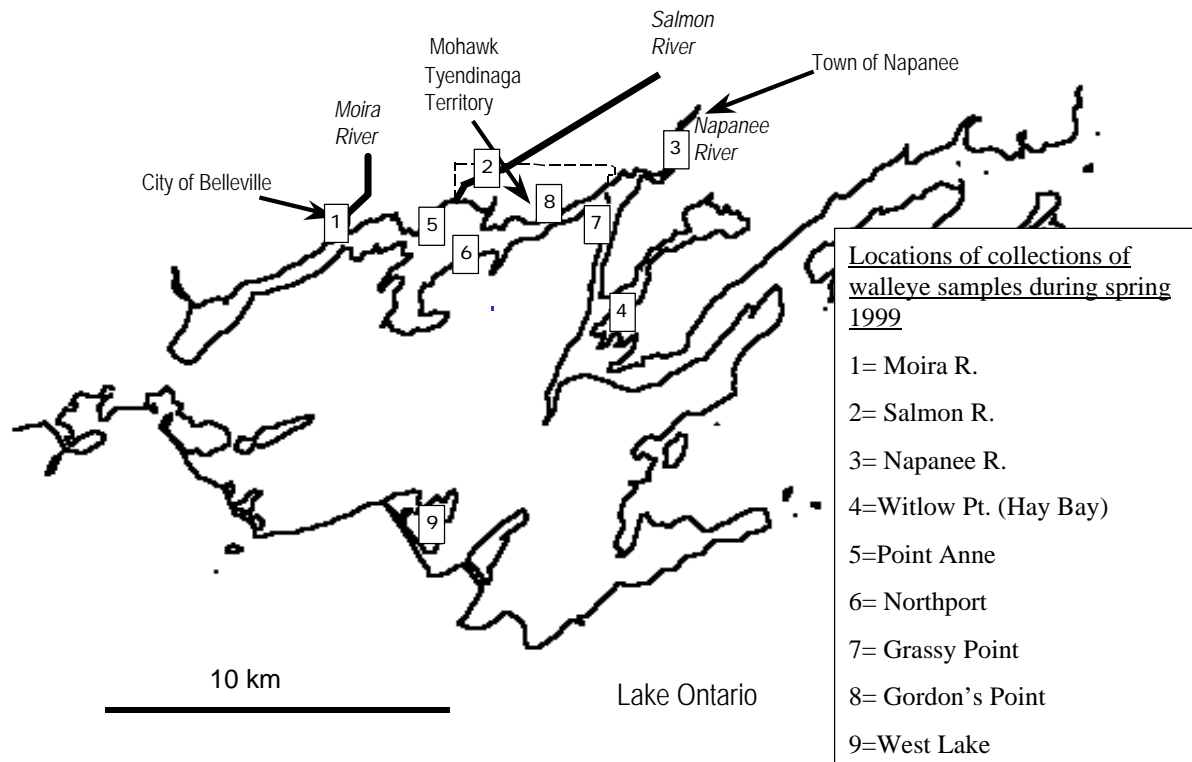 Salmon
River
Mohawk
Tyendinaga
Territory
Town of Napanee
Moira
River
Napanee
River
City of Belleville
1
2
3
4
5
6
7
8
9
10 km
Lake Ontario
Locations of collections of
walleye samples during spring
1999
1= Moira R.
2= Salmon R.
3= Napanee R.
4=Witlow Pt. (Hay Bay)
5=Point Anne
6= Northport
7= Grassy Point
8= Gordon's Point
9=West Lake